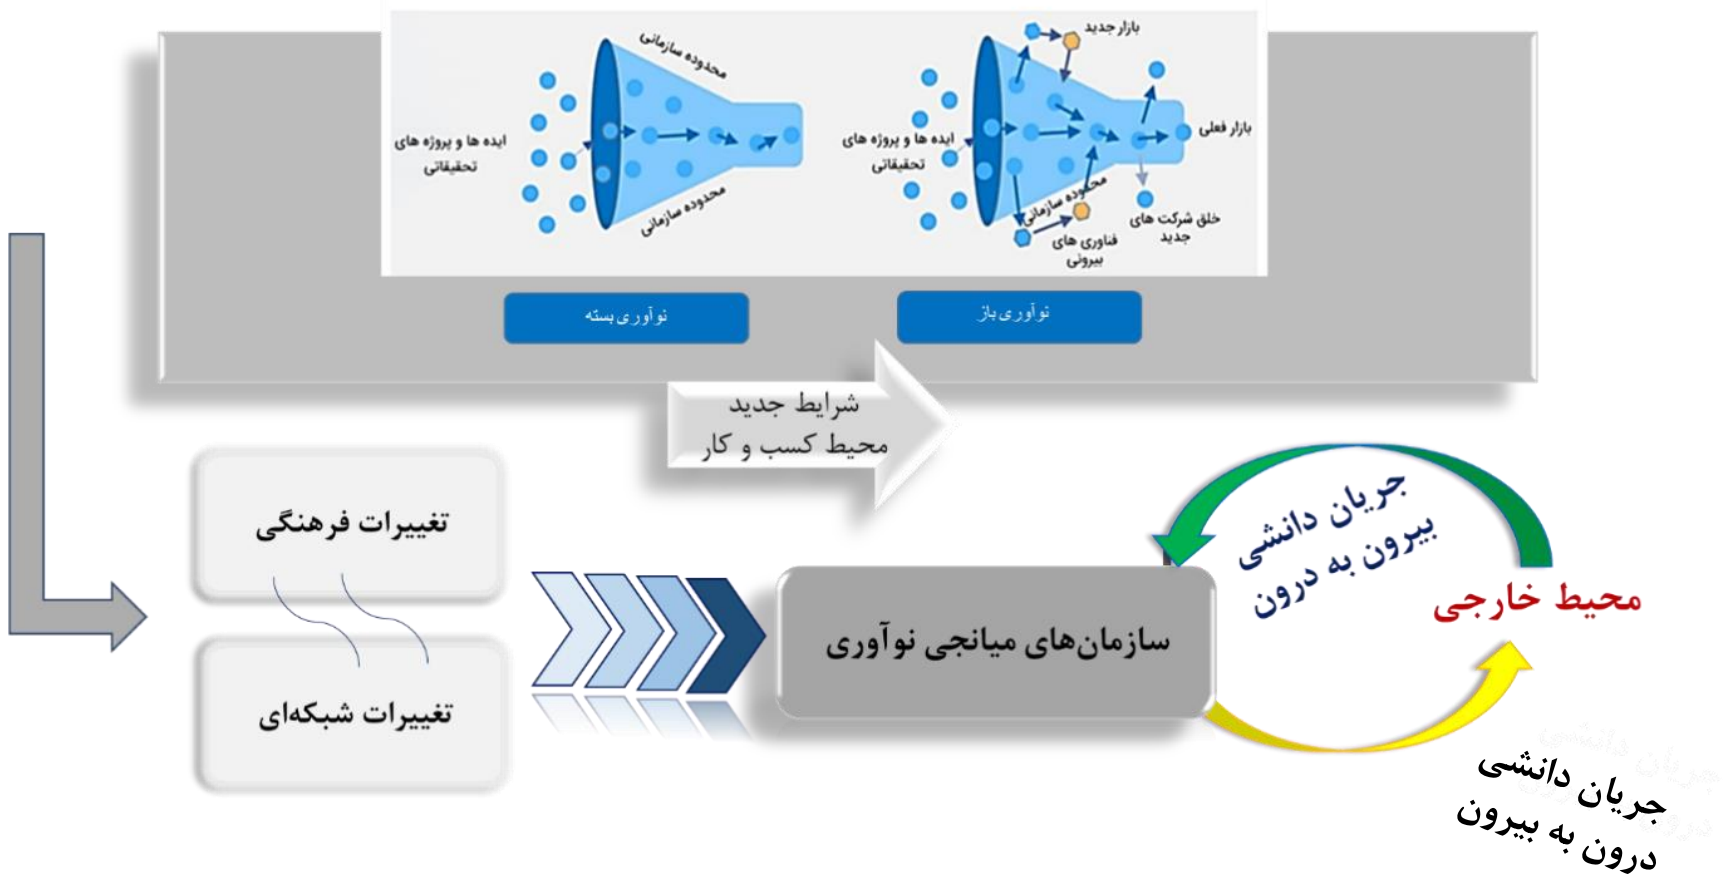 محدوده سازمانی
ایده ها و پروژه های
تحقیقاتی
محدوده سازمانی
بازار جدید
بازار فعلی
ایده ها و پروژه های
تحقیقاتی
محدوده سازمانی
خلق شرکت های
جدید
فناوری های
بیرونی
نوآوری بسته
نوآوری باز
شرایط جدید
محیط کسب و کار
تغییرات فرهنگی
تغییرات شبکه‌ای
سازمان‌های میانجی نوآوری
جریان دانشی
بیرون به درون
محیط خارجی
جریان دانشی
درون به بیرون